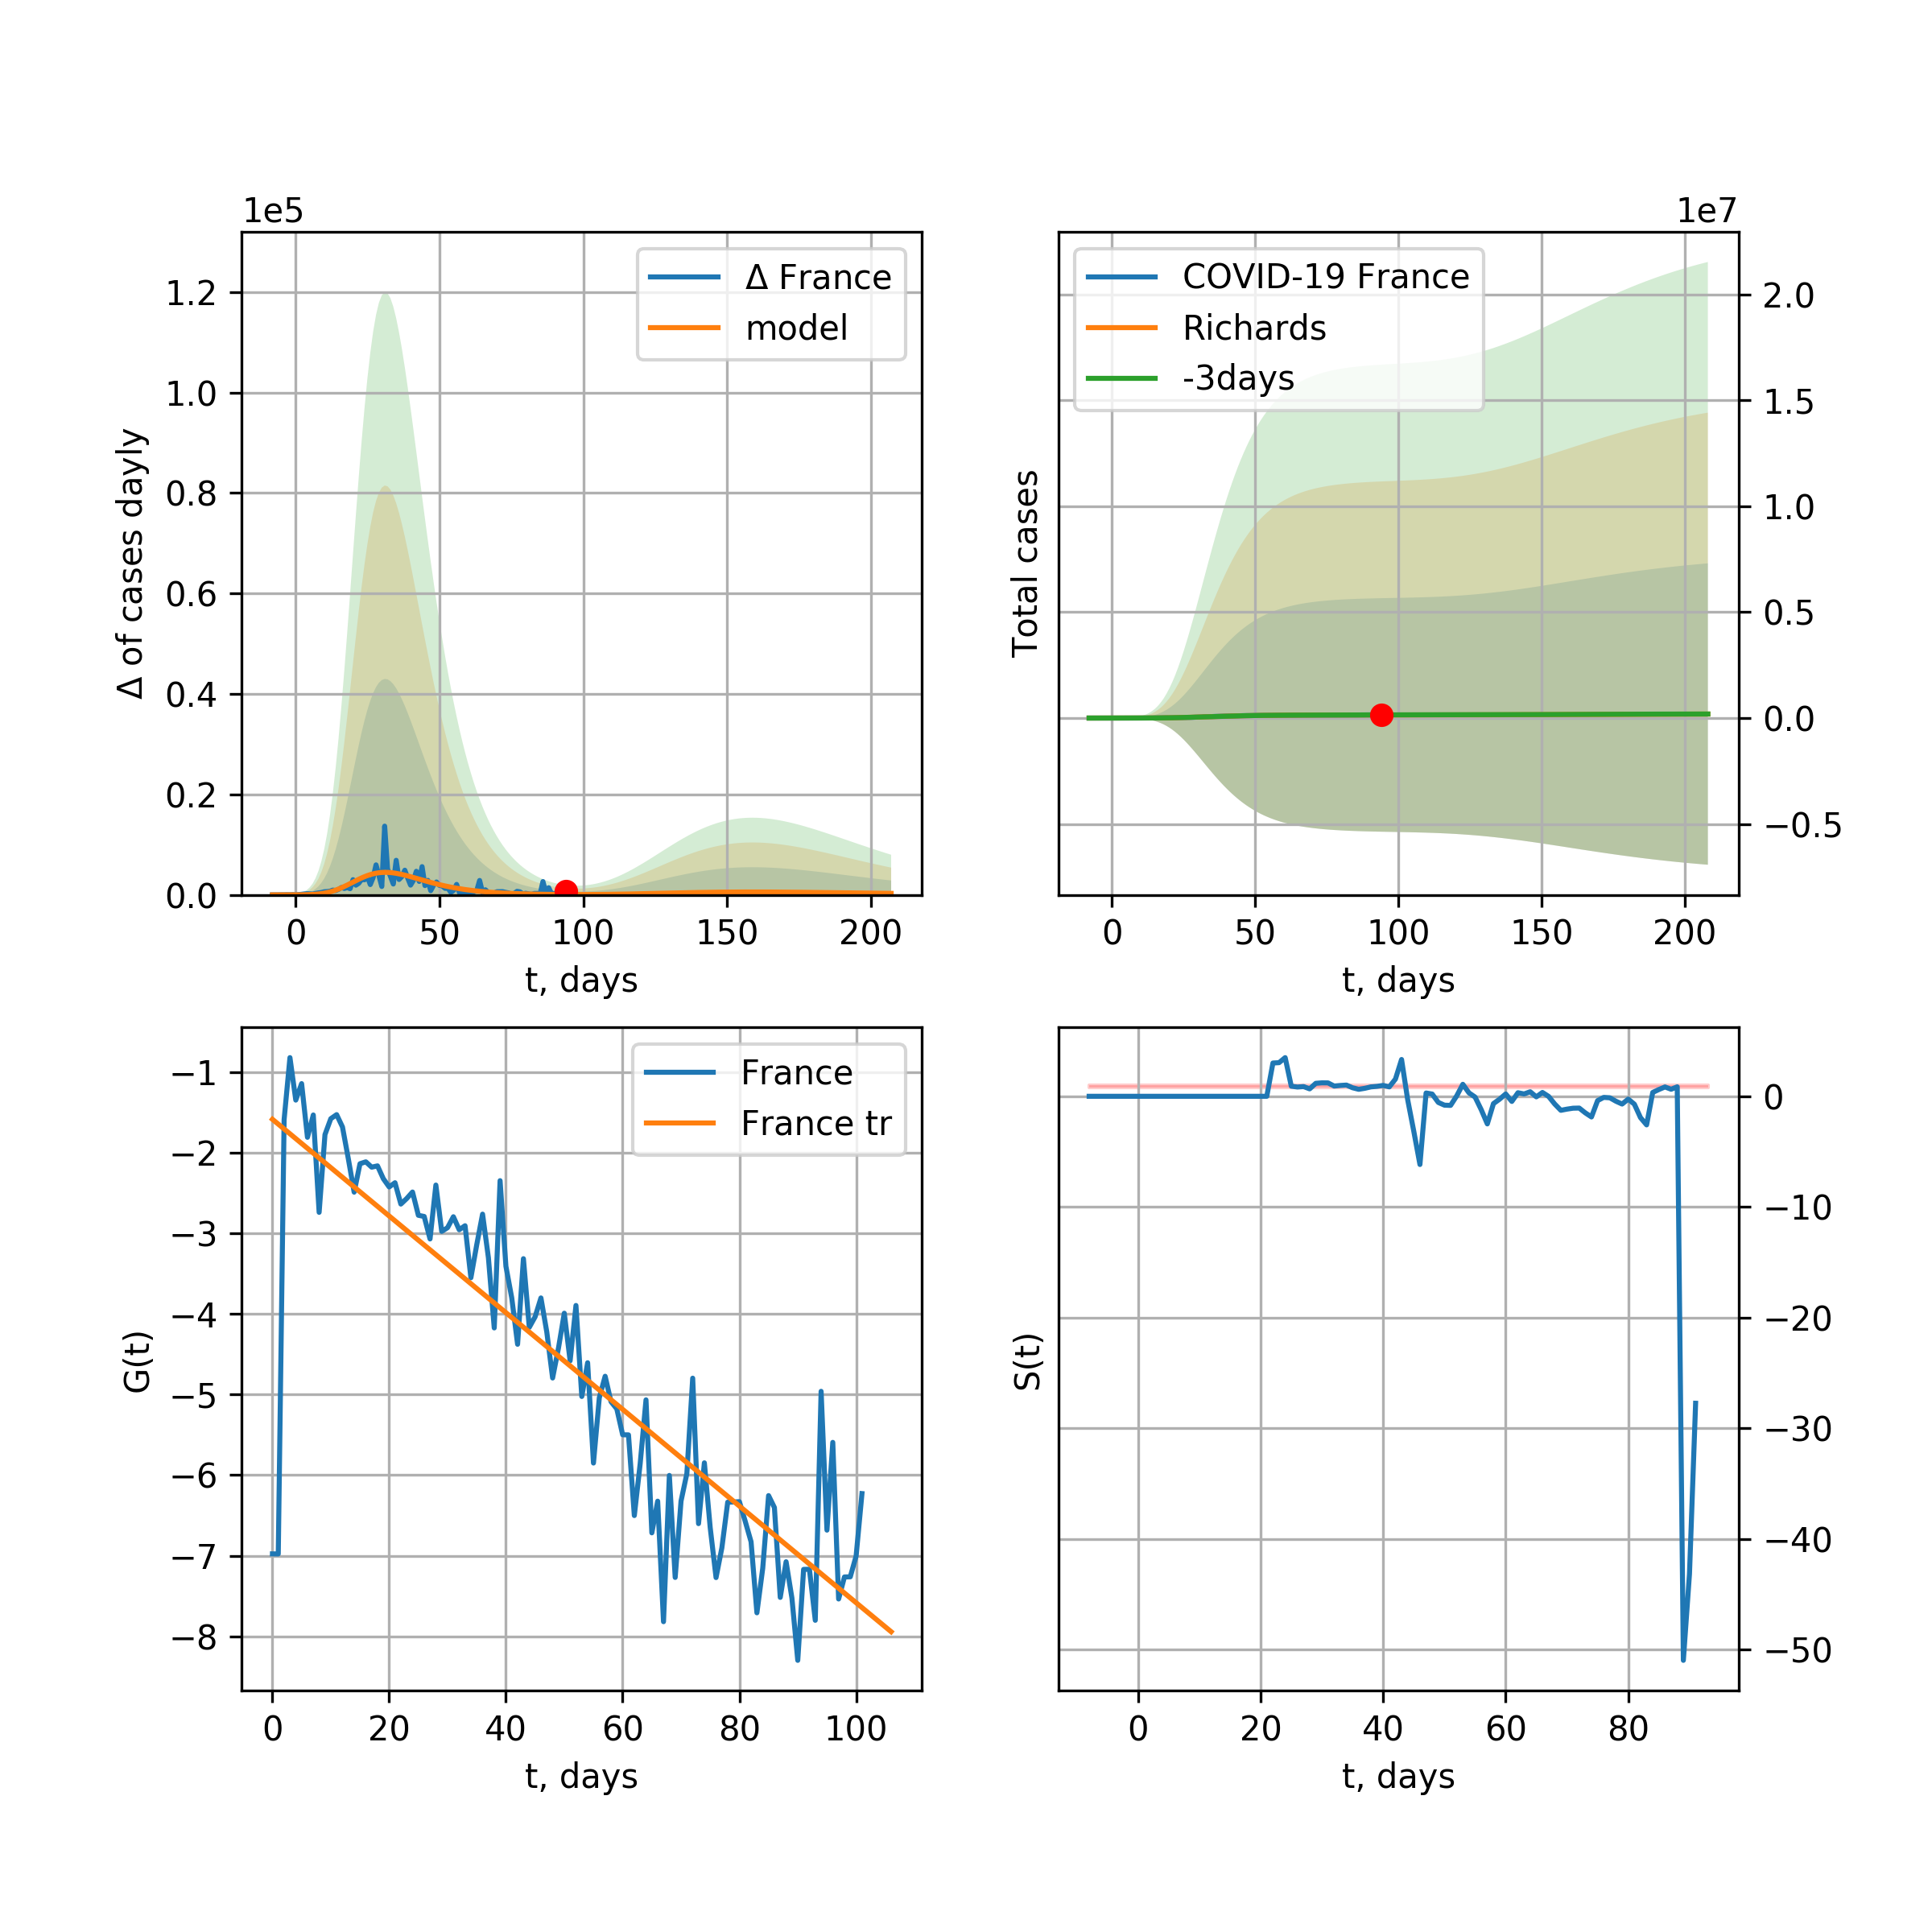 1e5
Δ of cases dayly
1.2
1.0
0.8
0.6
0.4
0.2
0.0
0 50 100 150 200
t, days
Δ France
model
1e7
Total cases
2.0
1.5
1.0
0.5
0.0
−0.5
0 50 100 150 200
t, days
COVID-19 France
Richards
-3days
G(t)
−1
−2
−3
−4
−5
−6
−7
−8
0 20 40 60 80 100
t, days
France
France tr
S(t)
0
−10
−20
−30
−40
−50
0 20 40 60 80
t, days